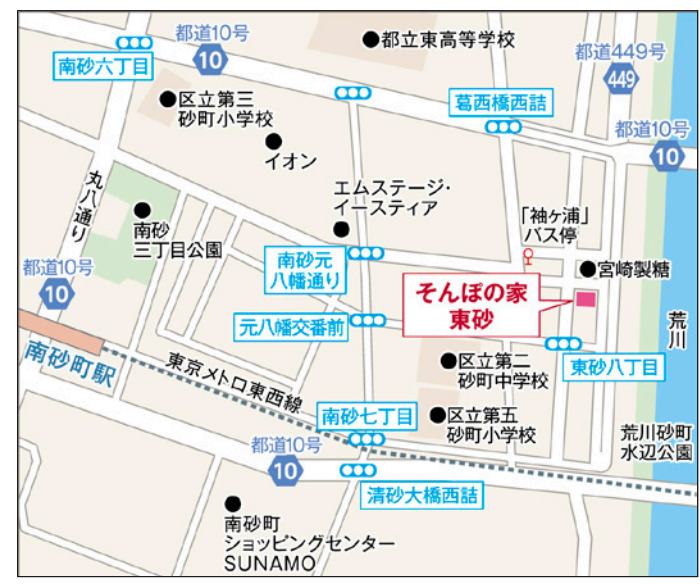 都道10号
10
●都立東高等学校
都道449号
449
南砂六丁目
●区立第三
砂町小学校
葛西橋西詰
都道10号
10
イオン
丸八通り
エムステージ・
イースティア
「袖ヶ浦」
バス停
南砂
三丁目公園
南砂元
八幡通り
●宮崎製糖
都道10号
10
そんぽの家
東砂
荒川
元八幡交番前
南砂町駅
東京メトロ東西線
●区立第二
砂町中学校
東砂八丁目
南砂七丁目
●区立第五
砂町小学校
荒川砂町
水辺公園
都道10号
10
清砂大橋西詰
南砂町
ショッピングセンター
SUNAMO